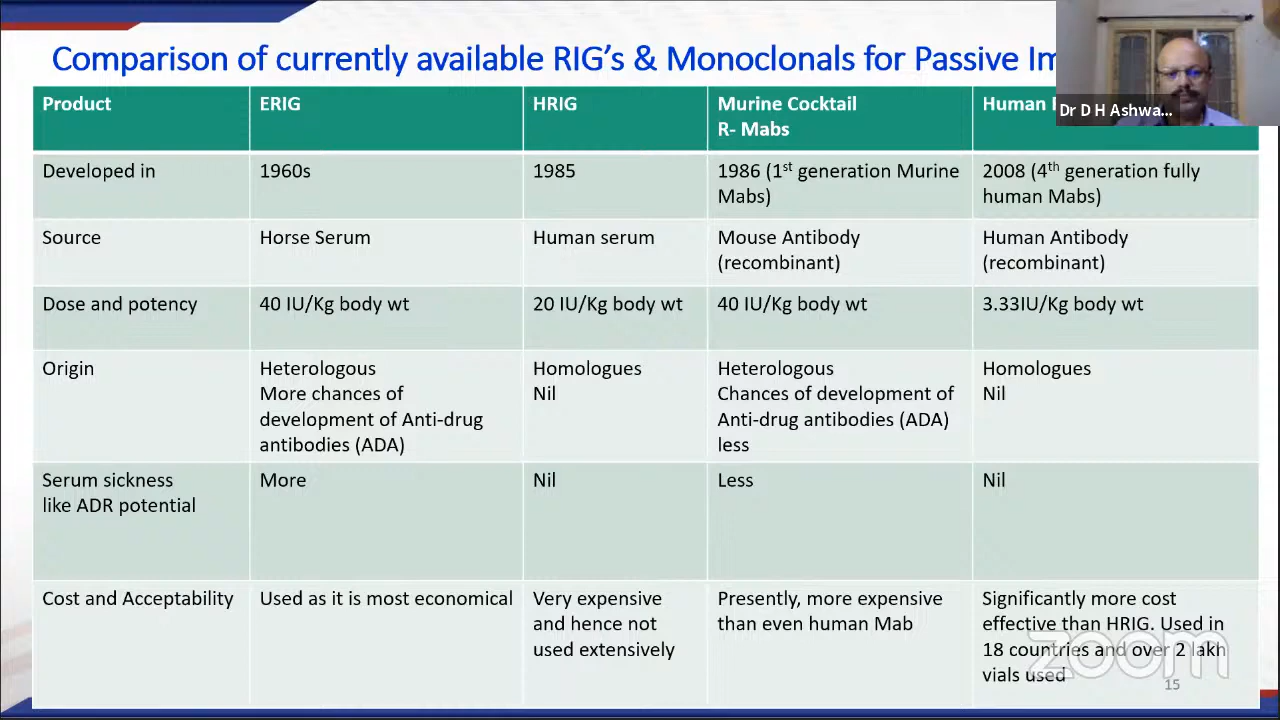 Comparison of currently available RIG's & Monoclonals for Passive
Dr D H Ashwa...
Product
ERIG
HRIG
Murine Cocktail
R- Mabs
Human
Developed in
1960s
1985
1986 (1st generation Murine
Mabs)
2008 (4th generation fully
human Mabs)
Source
Horse Serum
Human serum
Mouse Antibody
(recombinant)
Human Antibody
(recombinant)
Dose and potency
40 IU/Kg body wt
20 IU/Kg body wt
40 IU/Kg body wt
3.33IU/Kg body wt
Origin
Heterologous
More chances of
development of Anti-drug
antibodies (ADA)
Homologues
Nil
Heterologous
Chances of development of
Anti-drug antibodies (ADA)
less
Homologues
Nil
Serum sickness
like ADR potential
More
Nil
Less
Nil
Cost and Acceptability
Used as it is most economical
Very expensive
and hence not
used extensively
Presently, more expensive
than even human Mab
Significantly more cost
effective than HRIG. Used in
18 countries and over 2 lakh
vials used
zoom
15